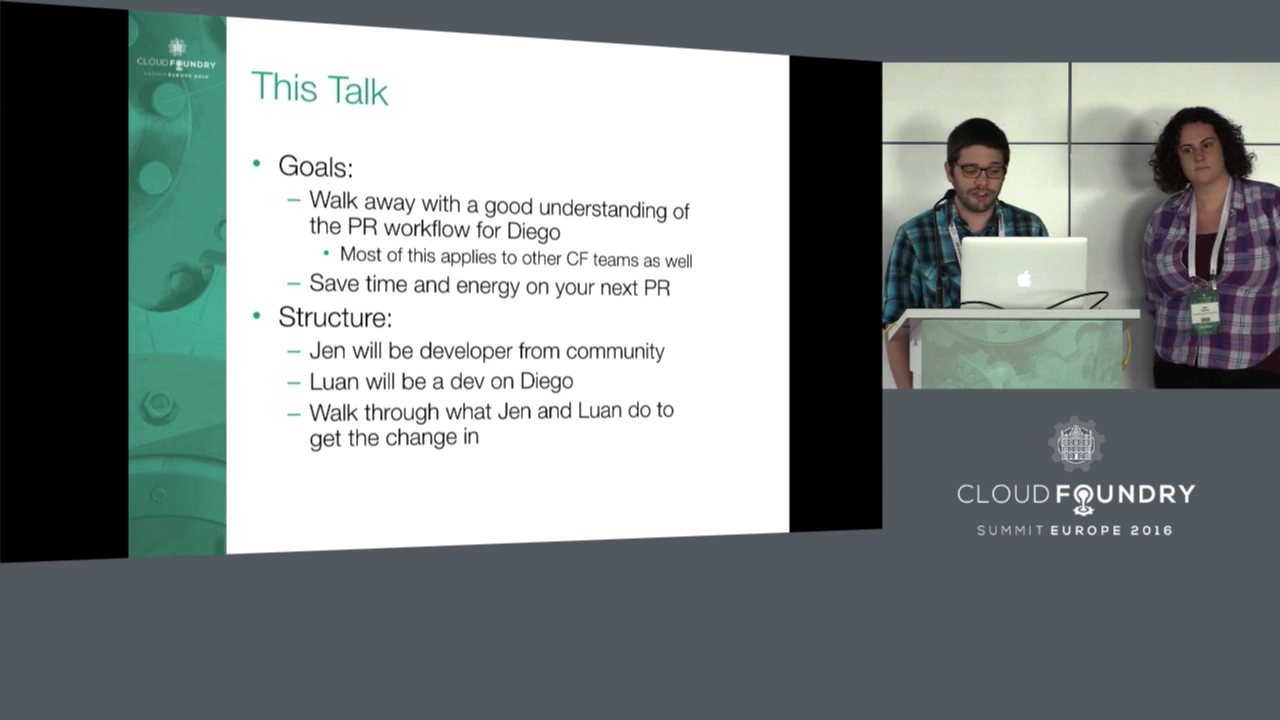 CLOUD FOUNDRY
SUMMIT EUROPE 2016
This Talk
• Goals:
– Walk away with a good understanding of
the PR workflow for Diego
• Most of this applies to other CF teams as well
– Save time and energy on your next PR
• Structure:
– Jen will be developer from community
– Luan will be a dev on Diego
– Walk through what Jen and Luan do to
get the change in
CLOUD FOUNDRY
SUMMIT EUROPE 2016